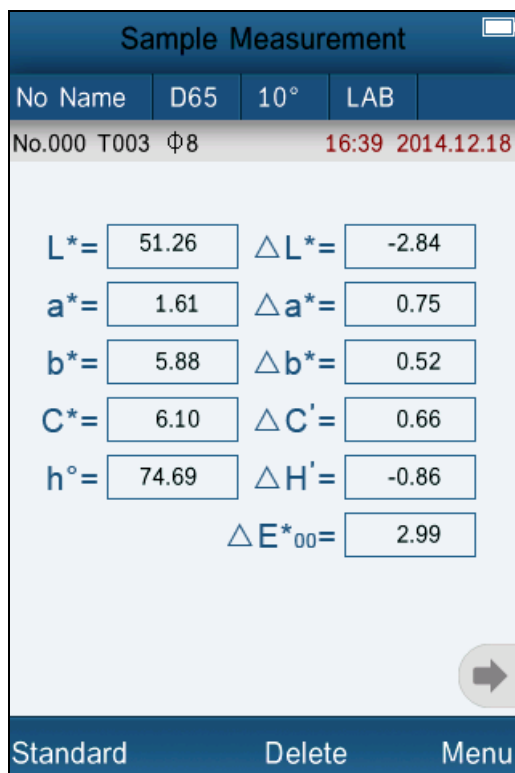 Sample Measurement
No Name D65 10° LAB
No.000 T003 Φ8 16:39 2014.12.18
L*= 51.26 △L*= -2.84
a*= 1.61 △a*= 0.75
b*= 5.88 △b*= 0.52
C*= 6.10 △C'= 0.66
h°= 74.69 △H'= -0.86
△E*00= 2.99
Standard Delete Menu